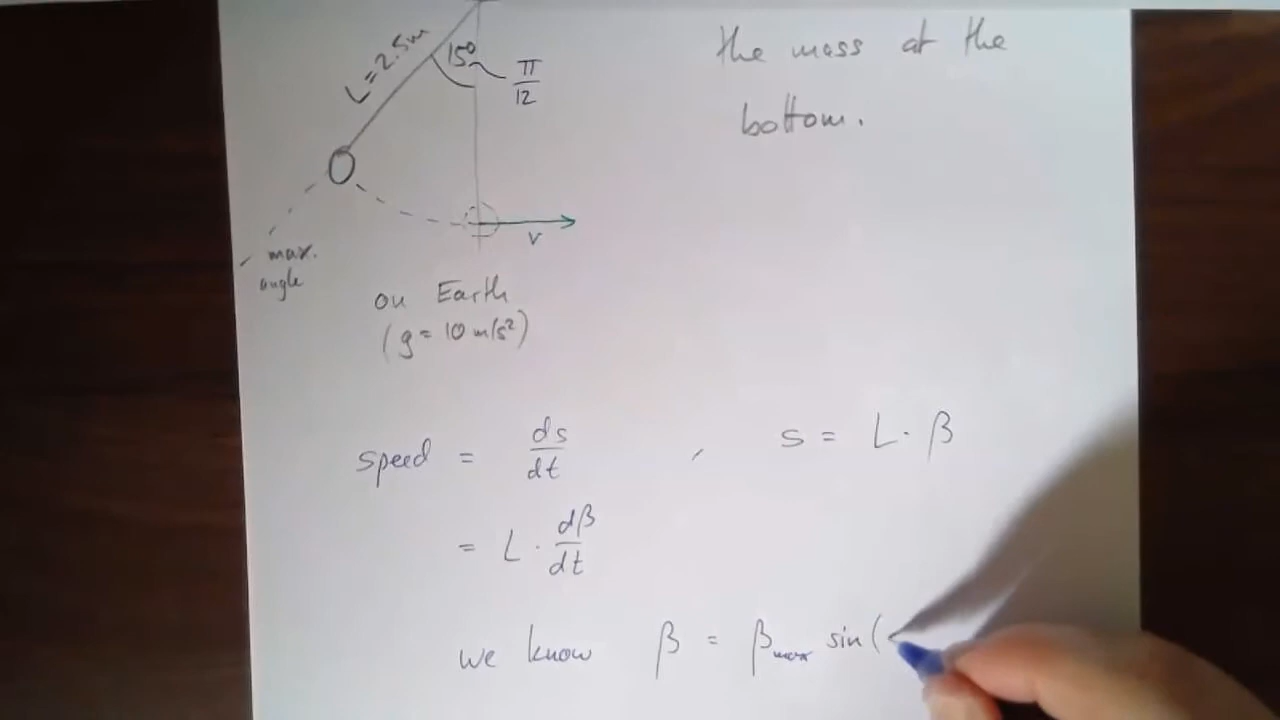 the mass at the
bottom.
L = 2.5m
15°
π/12
v
max.
angle
on Earth
(g = 10 m/s²)
speed = ds/dt , s = L · β
= L · dβ/dt
we know β = βmax sin(